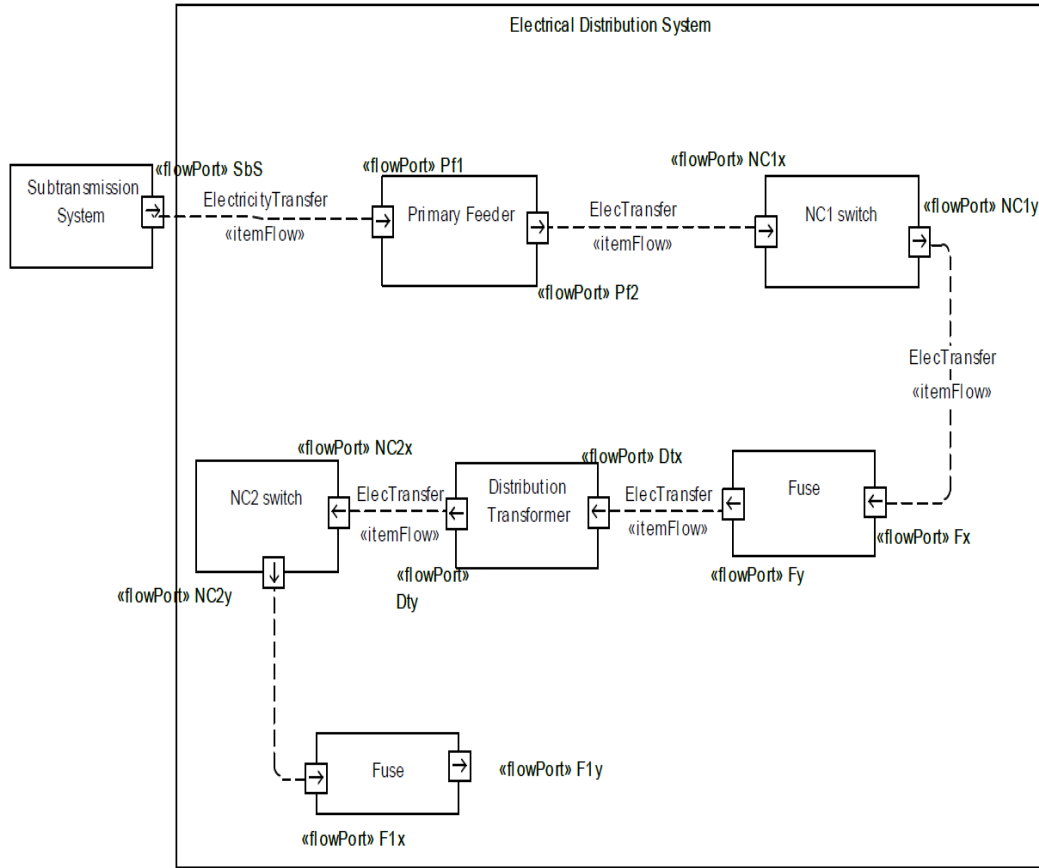 Electrical Distribution System
«flowPort» SbS
Subtransmission
System
ElectricityTransfer
«itemFlow»
«flowPort» Pf1
Primary Feeder
«flowPort» Pf2
ElecTransfer
«itemFlow»
«flowPort» NC1x
NC1 switch
«flowPort» NC1y
ElecTransfer
«itemFlow»
«flowPort» NC2x
NC2 switch
«flowPort» NC2y
ElecTransfer
«itemFlow»
«flowPort» Dtx
Distribution
Transformer
«flowPort»
Dty
ElecTransfer
«itemFlow»
Fuse
«flowPort» Fx
«flowPort» Fy
Fuse
«flowPort» F1y
«flowPort» F1x